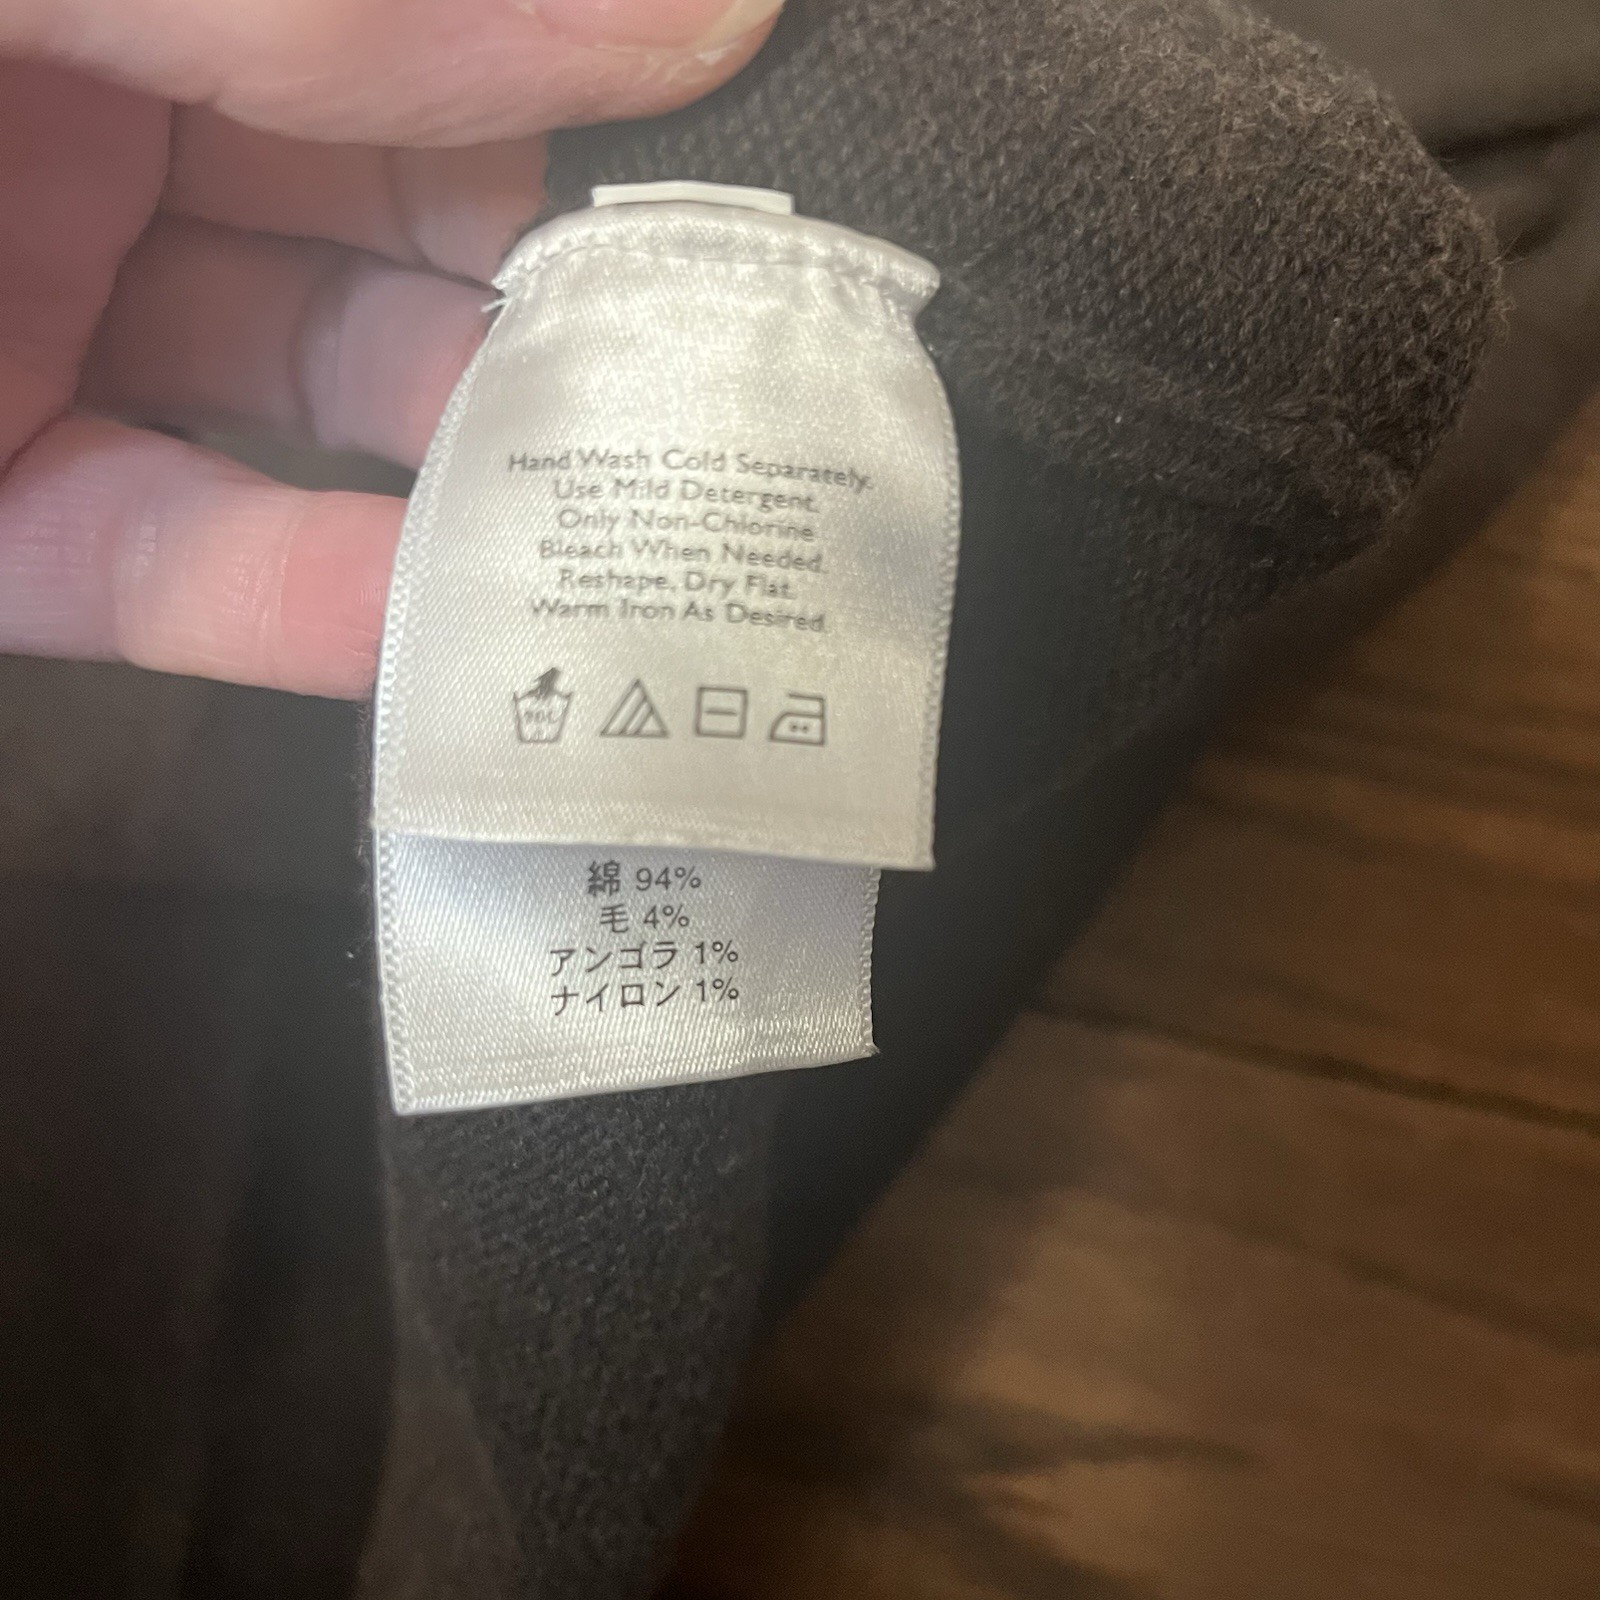 Hand Wash Cold Separately.
Use Mild Detergent.
Only Non-Chlorine
Bleach When Needed.
Reshape. Dry Flat.
Warm Iron As Desired.
綿 94%
毛 4%
アンゴラ 1%
ナイロン 1%